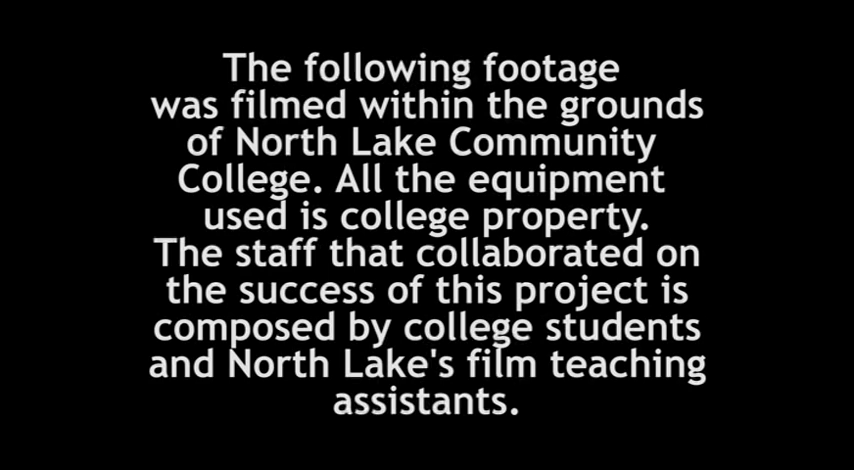 The following footage
was filmed within the grounds
of North Lake Community
College. All the equipment
used is college property.
The staff that collaborated on
the success of this project is
composed by college students
and North Lake's film teaching
assistants.